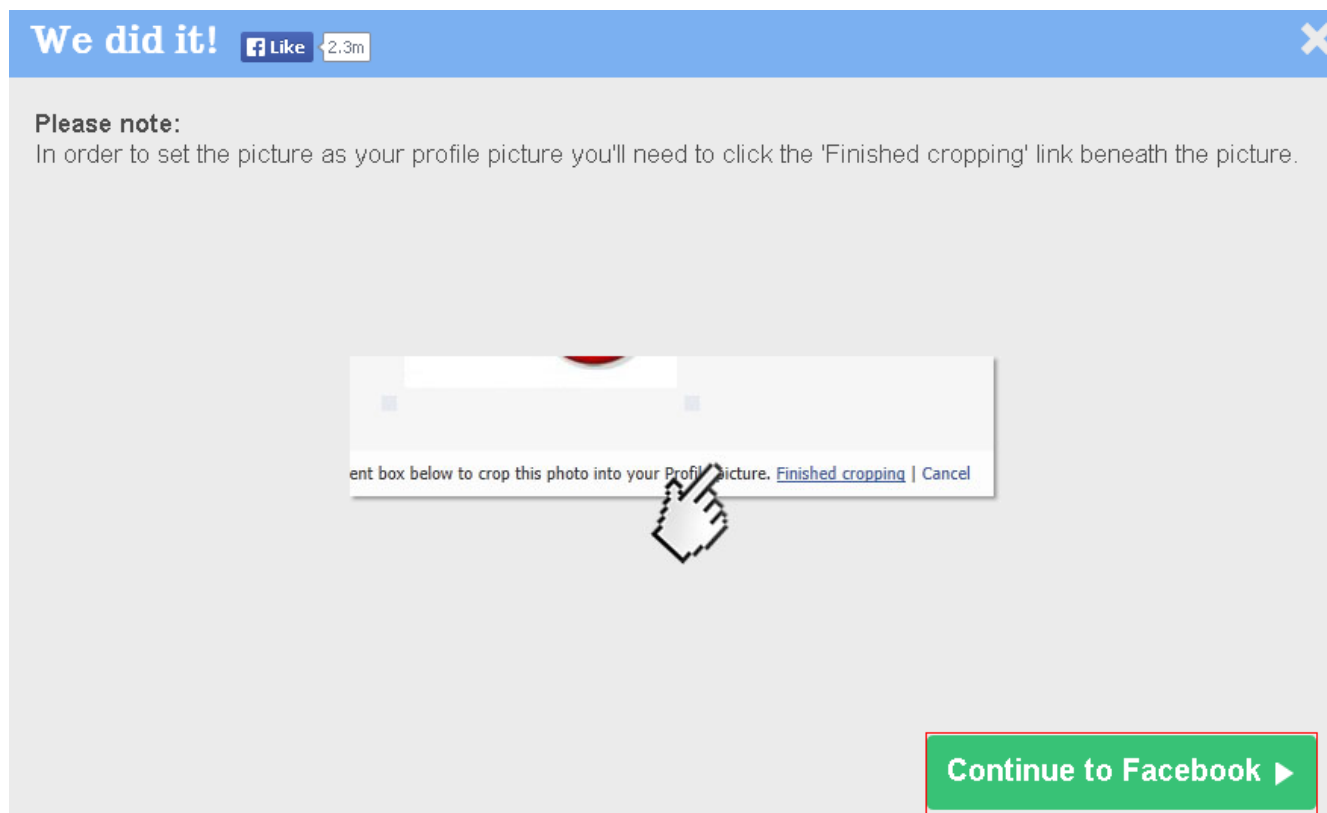 We did it! Like 2.3m
Please note:
In order to set the picture as your profile picture you'll need to click the 'Finished cropping' link beneath the picture.
ent box below to crop this photo into your Profile picture. Finished cropping | Cancel
Continue to Facebook